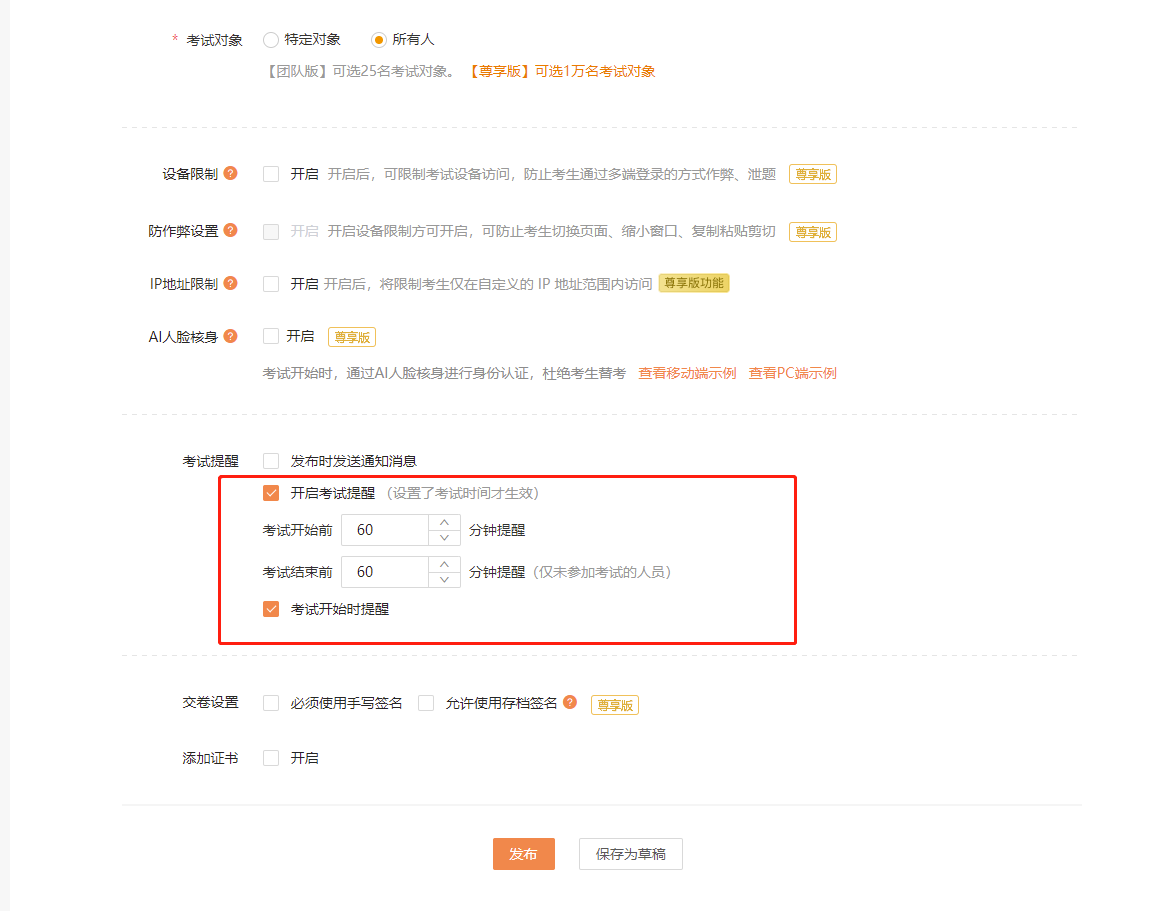 * 考试对象 特定对象 所有人
【团队版】可选25名考试对象。 【尊享版】可选1万名考试对象
设备限制 ? 开启 开启后，可限制考试设备访问，防止考生通过多端登录的方式作弊、泄题 尊享版
防作弊设置 ? 开启 开启设备限制方可开启，可防止考生切换页面、缩小窗口、复制粘贴剪切 尊享版
IP地址限制 ? 开启 开启后，将限制考生仅在自定义的 IP 地址范围内访问 尊享版功能
AI人脸核身 ? 开启 尊享版
考试开始时，通过AI人脸核身进行身份认证，杜绝考生替考 查看移动端示例 查看PC端示例
考试提醒 发布时发送通知消息
开启考试提醒 （设置了考试时间才生效）
考试开始前 60 分钟提醒
考试结束前 60 分钟提醒（仅未参加考试的人员）
考试开始时提醒
交卷设置 必须使用手写签名 允许使用存档签名 ? 尊享版
添加证书 开启
发布 保存为草稿